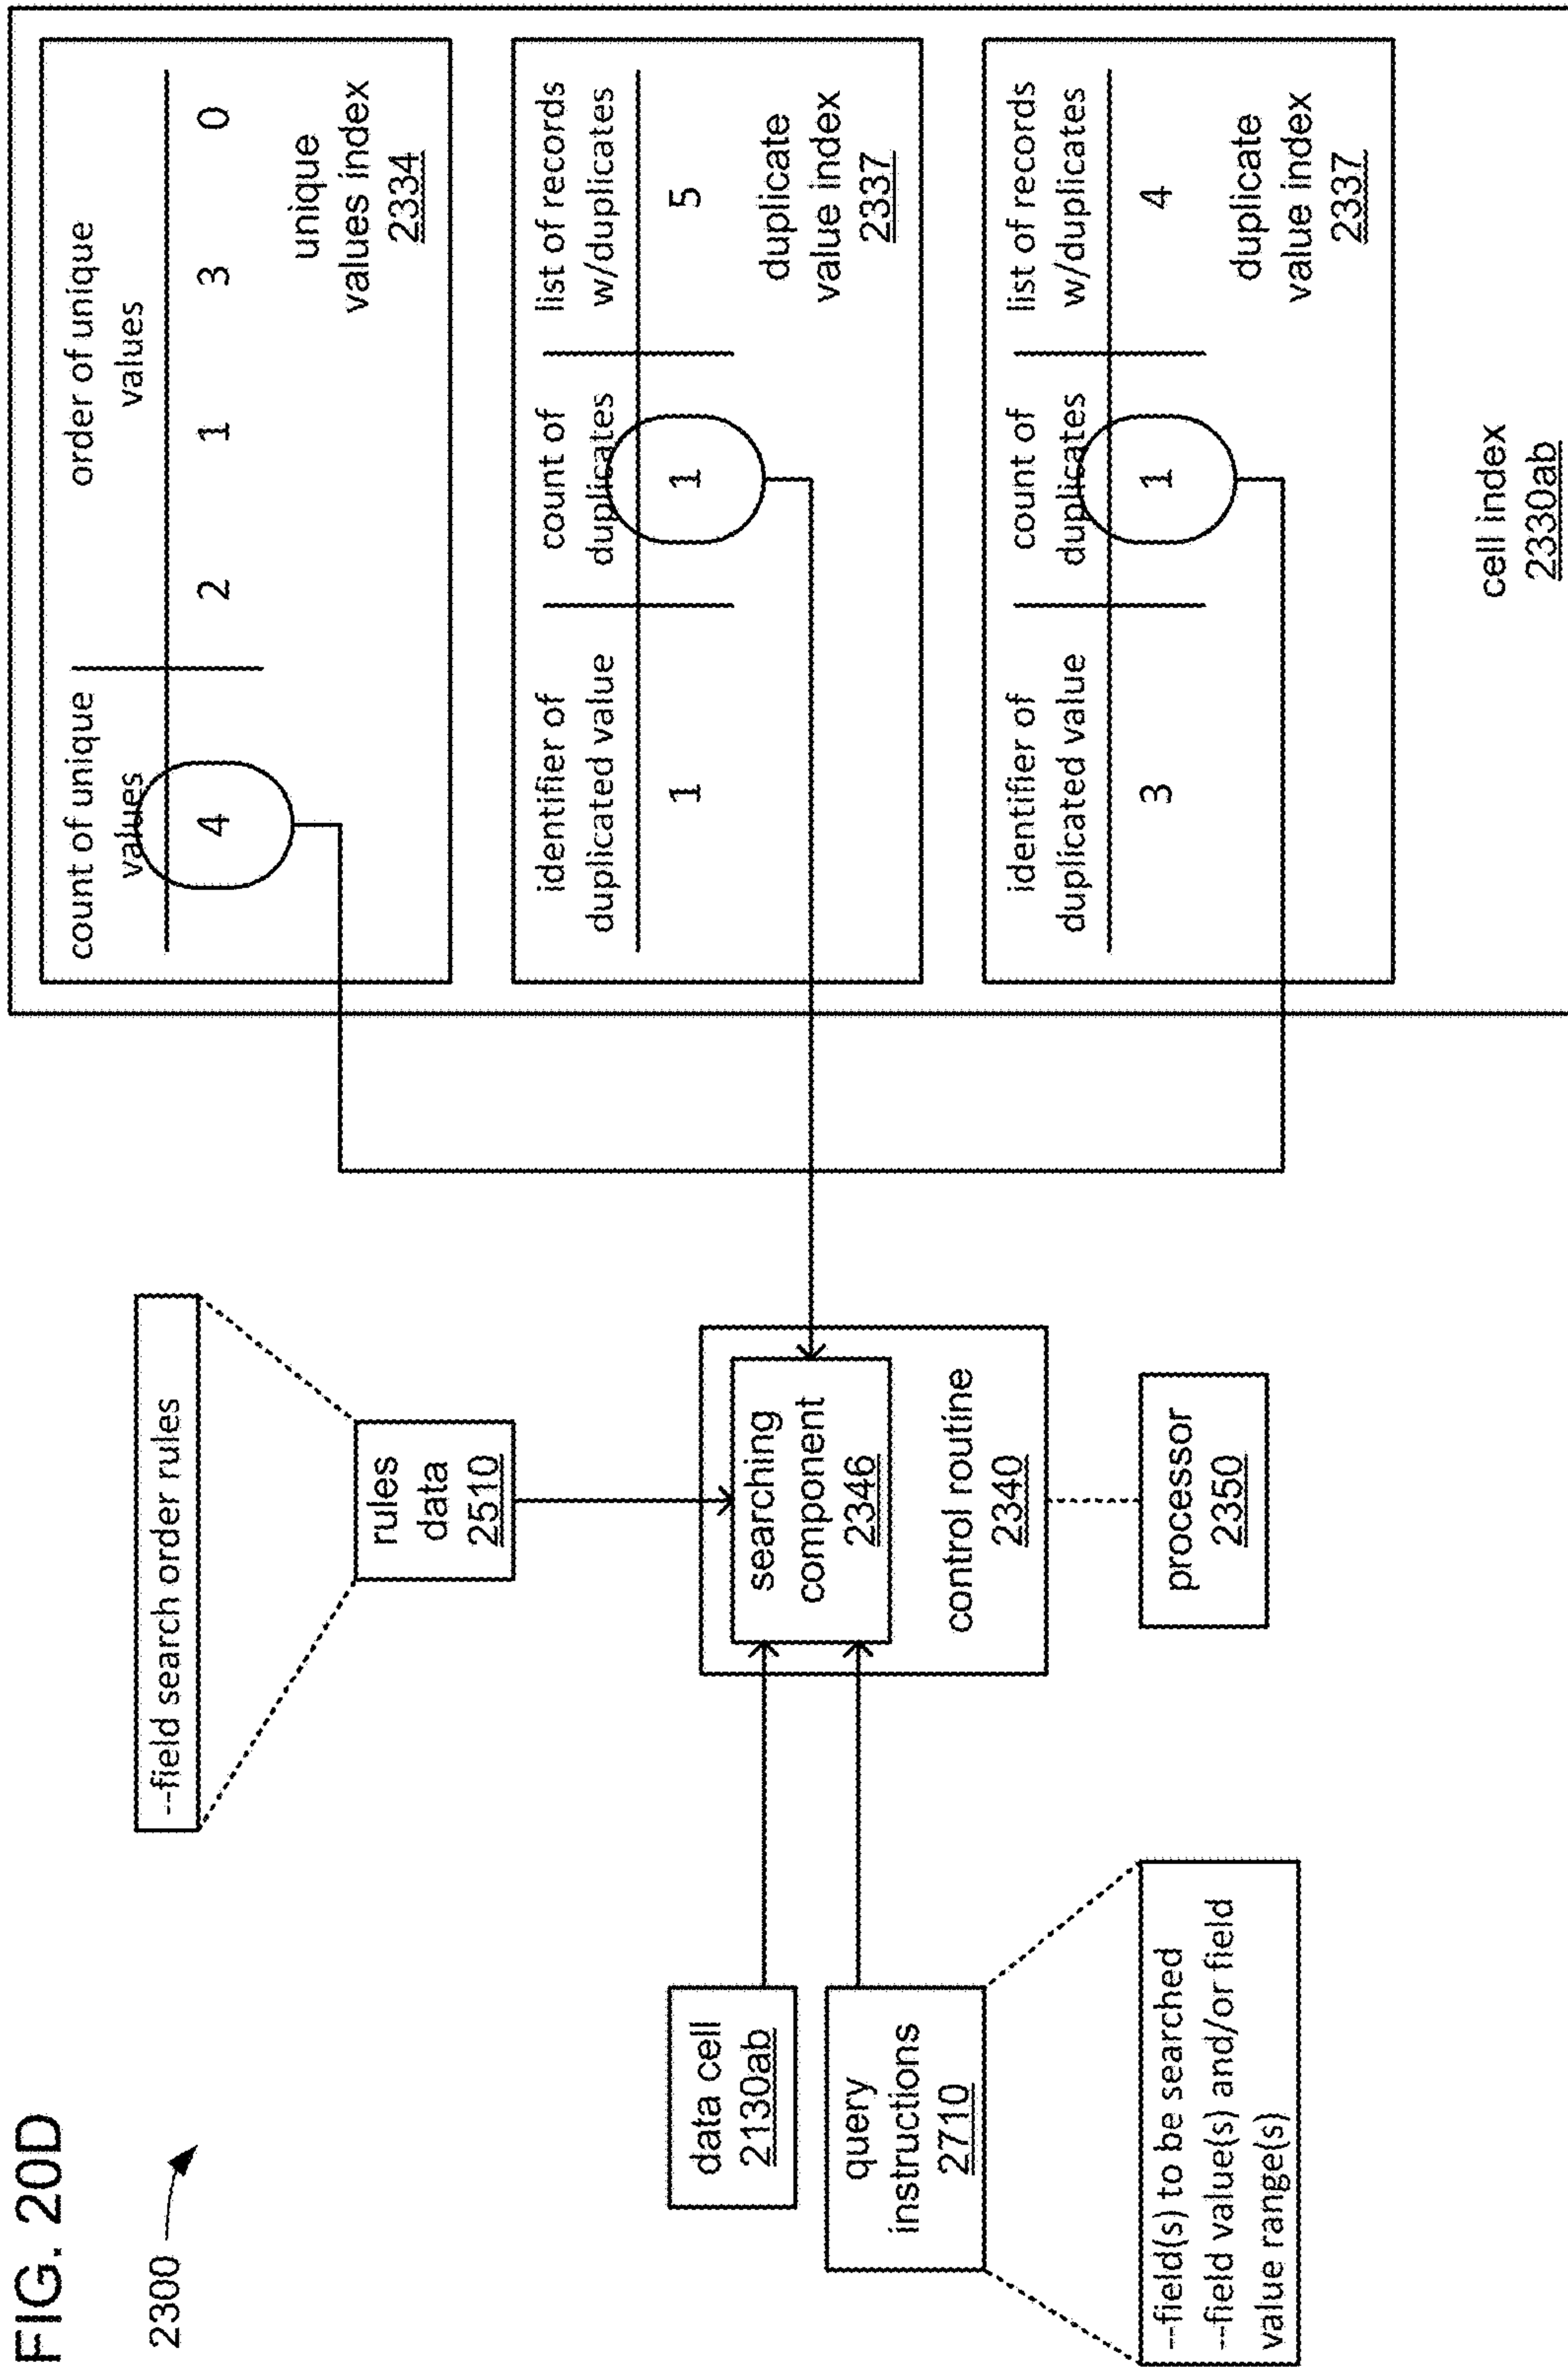 FIG. 20D
2300
--field search order rules
rules
data
2510
data cell
2130ab
query
instructions
2710
--field(s) to be searched
--field value(s) and/or field
value range(s)
searching
component
2346
control routine
2340
processor
2350
count of unique
values
order of unique
values
4 2 1 3 0
unique
values index
2334
identifier of
duplicated value
count of
duplicates
list of records
w/duplicates
1 1 5
duplicate
value index
2337
identifier of
duplicated value
count of
duplicates
list of records
w/duplicates
3 1 4
duplicate
value index
2337
cell index
2330ab